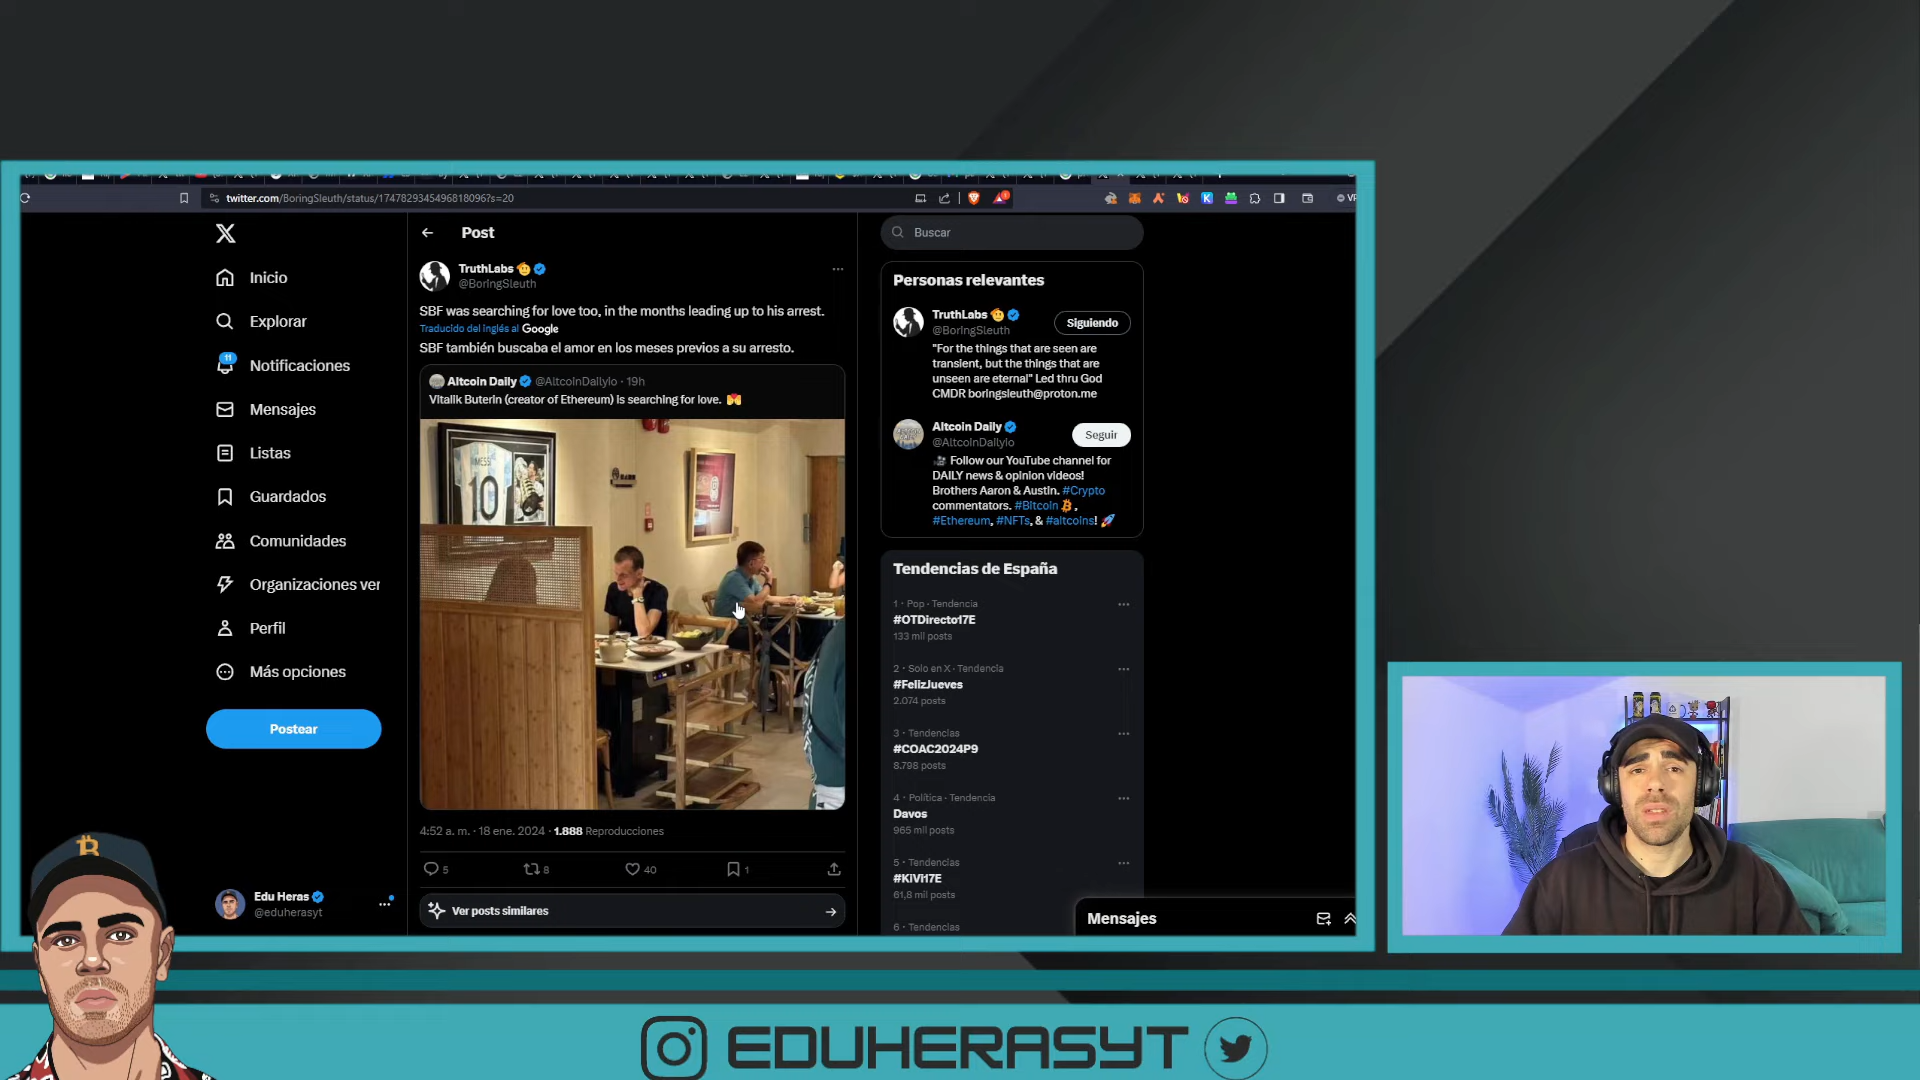 twitter.com/BoringSleuth/status/1747829345496818096?s=20
VP
Post
Buscar
Inicio
Explorar
11
Notificaciones
Mensajes
Listas
Guardados
Comunidades
Organizaciones ver
Perfil
Más opciones
Postear
Edu Heras
@eduherasyt
TruthLabs
@BoringSleuth
SBF was searching for love too, in the months leading up to his arrest.
Traducido del inglés al Google
SBF también buscaba el amor en los meses previos a su arresto.
Altcoin Daily @AltcoinDailyio · 19h
Vitalik Buterin (creator of Ethereum) is searching for love.
MESSI
10
4:52 a. m. · 18 ene. 2024 · 1.888 Reproducciones
5
8
40
1
Ver posts similares
Personas relevantes
TruthLabs
@BoringSleuth
Siguiendo
"For the things that are seen are
transient, but the things that are
unseen are eternal" Led thru God
CMDR boringsleuth@proton.me
Altcoin Daily
@AltcoinDailyio
Seguir
Follow our YouTube channel for
DAILY news & opinion videos!
Brothers Aaron & Austin. #Crypto
commentators. #Bitcoin ,
#Ethereum, #NFTs, & #altcoins!
Tendencias de España
1 · Pop · Tendencia
#OTDirecto17E
133 mil posts
2 · Solo en X · Tendencia
#FelizJueves
2.074 posts
3 · Tendencias
#COAC2024P9
8.798 posts
4 · Política · Tendencia
Davos
965 mil posts
5 · Tendencias
#KIVI17E
61,8 mil posts
6 · Tendencias
Mensajes
EDUHERASYT